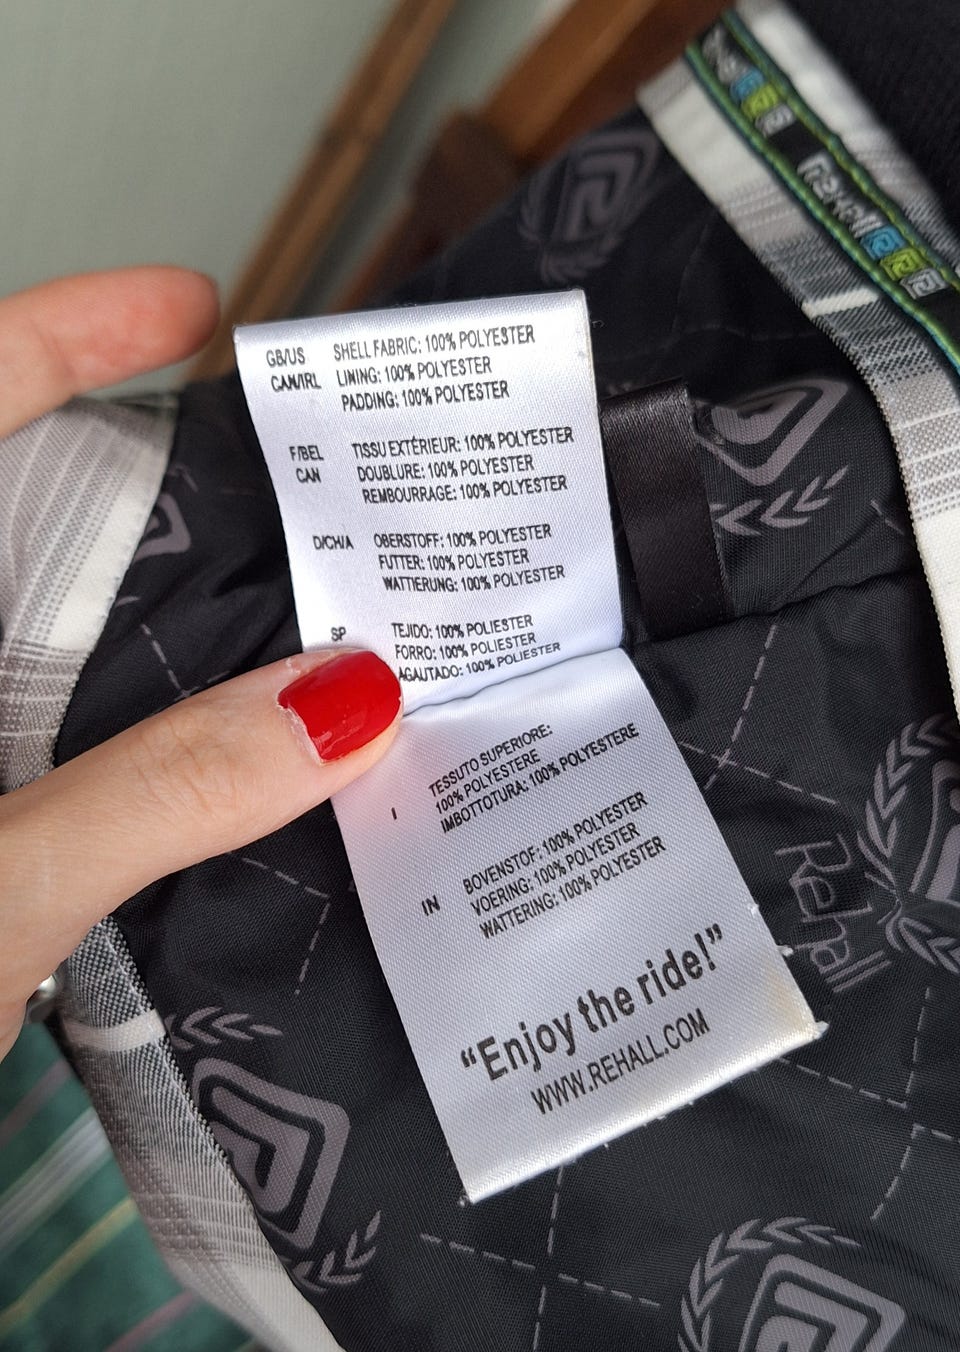 GB/US SHELL FABRIC: 100% POLYESTER
CAN/IRL LINING: 100% POLYESTER
PADDING: 100% POLYESTER
F/BEL TISSU EXTÉRIEUR: 100% POLYESTER
CAN DOUBLURE: 100% POLYESTER
REMBOURRAGE: 100% POLYESTER
D/CH/A OBERSTOFF: 100% POLYESTER
FUTTER: 100% POLYESTER
WATTIERUNG: 100% POLYESTER
SP TEJIDO: 100% POLIESTER
FORRO: 100% POLIESTER
AGAUTADO: 100% POLIESTER
I TESSUTO SUPERIORE:
100% POLYESTERE
IMBOTTOTURA: 100% POLYESTERE
IN BOVENSTOF: 100% POLYESTER
VOERING: 100% POLYESTER
WATTERING: 100% POLYESTER
“Enjoy the ride!”
WWW.REHALL.COM
Rehall
Rehall